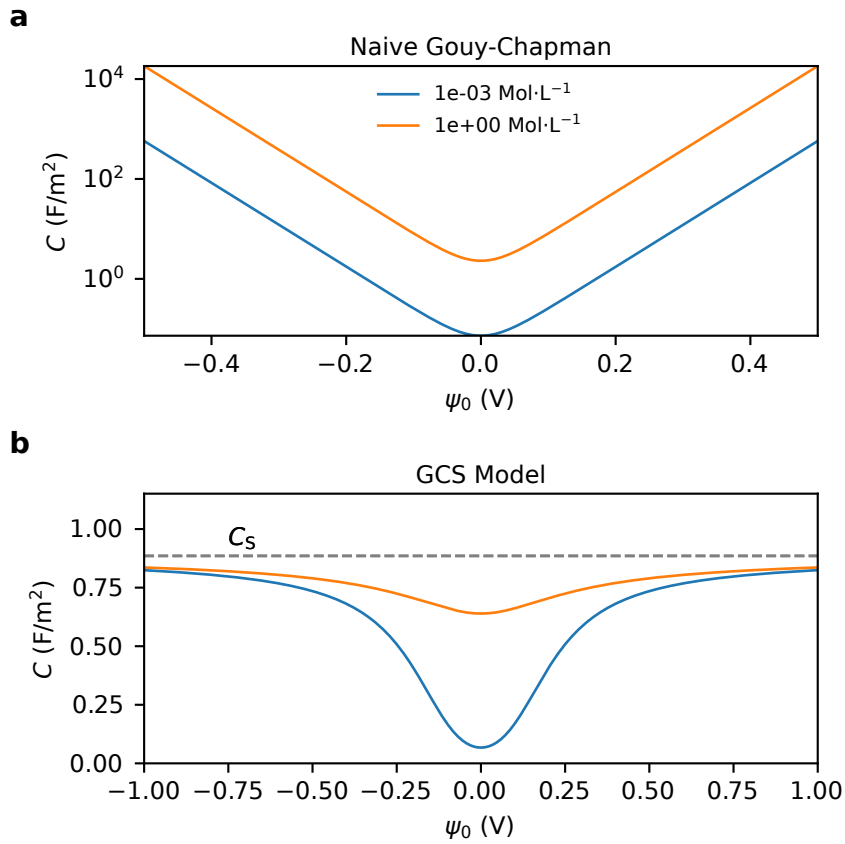 a
Naive Gouy-Chapman
10⁴
10²
10⁰
C (F/m²)
1e-03 Mol·L⁻¹
1e+00 Mol·L⁻¹
−0.4 −0.2 0.0 0.2 0.4
ψ₀ (V)
b
GCS Model
1.00
0.75
0.50
0.25
0.00
C (F/m²)
C_S
−1.00 −0.75 −0.50 −0.25 0.00 0.25 0.50 0.75 1.00
ψ₀ (V)